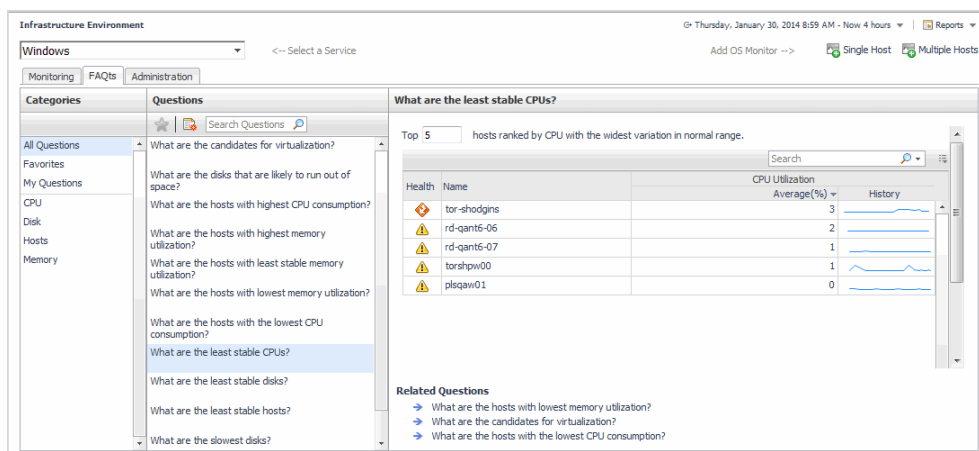 Infrastructure Environment
Thursday, January 30, 2014 8:59 AM - Now 4 hours
Reports
Windows
<-- Select a Service
Add OS Monitor -->
Single Host
Multiple Hosts
Monitoring
FAQts
Administration
Categories
All Questions
Favorites
My Questions
CPU
Disk
Hosts
Memory
Questions
Search Questions
What are the candidates for virtualization?
What are the disks that are likely to run out of
space?
What are the hosts with highest CPU consumption?
What are the hosts with highest memory
utilization?
What are the hosts with least stable memory
utilization?
What are the hosts with lowest memory utilization?
What are the hosts with the lowest CPU
consumption?
What are the least stable CPUs?
What are the least stable disks?
What are the least stable hosts?
What are the slowest disks?
What are the least stable CPUs?
Top 5 hosts ranked by CPU with the widest variation in normal range.
Search
Health Name CPU Utilization
Average(%) History
tor-shodgins 3
rd-qant6-06 2
rd-qant6-07 1
torshpw00 1
plsqaw01 0
Related Questions
What are the hosts with lowest memory utilization?
What are the candidates for virtualization?
What are the hosts with the lowest CPU consumption?